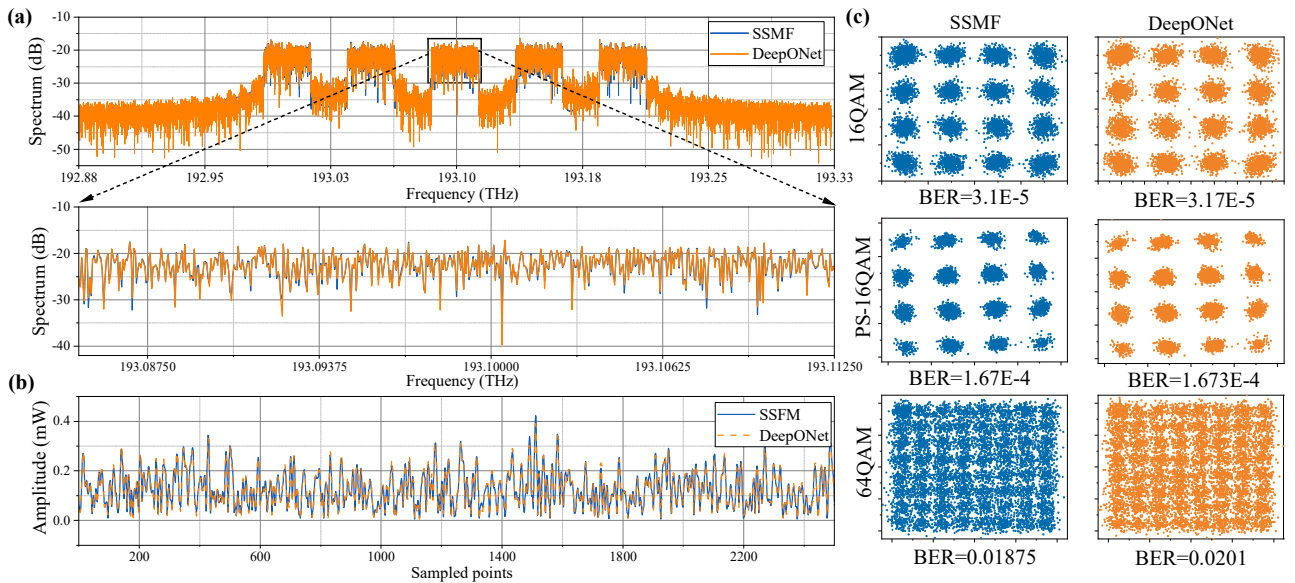 (a)
-10
-20
-30
-40
-50
Spectrum (dB)
SSMF
DeepONet
192.88
192.95
193.03
193.10
193.18
193.25
193.33
Frequency (THz)
-10
-20
-30
-40
Spectrum (dB)
193.08750
193.09375
193.10000
193.10625
193.11250
Frequency (THz)
(b)
0.4
0.2
0.0
Amplitude (mW)
SSFM
DeepONet
200
600
1000
1400
1800
2200
Sampled points
(c)
SSMF
DeepONet
16QAM
BER=3.1E-5
BER=3.17E-5
PS-16QAM
BER=1.67E-4
BER=1.673E-4
64QAM
BER=0.01875
BER=0.0201